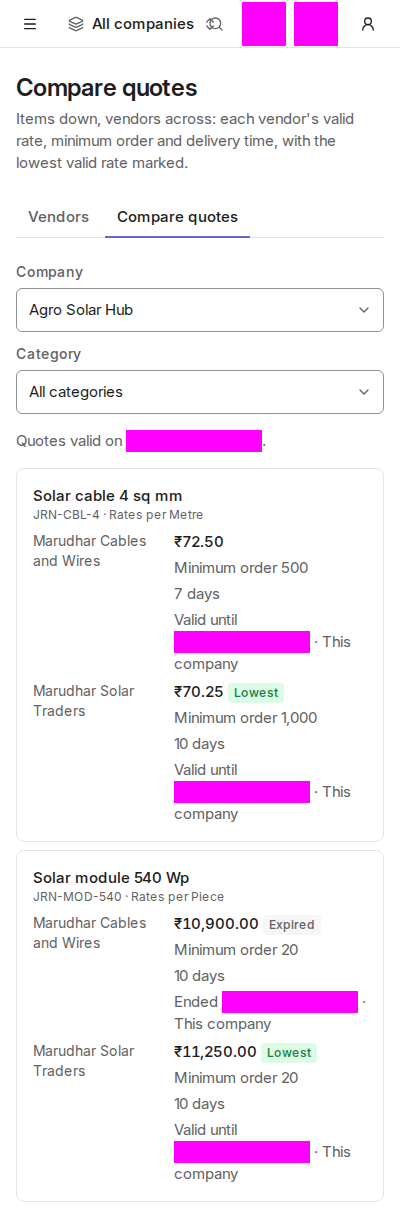 All companies
Compare quotes
Items down, vendors across: each vendor's valid
rate, minimum order and delivery time, with the
lowest valid rate marked.
Vendors
Compare quotes
Company
Agro Solar Hub
Category
All categories
Quotes valid on .
Solar cable 4 sq mm
JRN-CBL-4 · Rates per Metre
Marudhar Cables
and Wires
₹72.50
Minimum order 500
7 days
Valid until
· This
company
Marudhar Solar
Traders
₹70.25 Lowest
Minimum order 1,000
10 days
Valid until
· This
company
Solar module 540 Wp
JRN-MOD-540 · Rates per Piece
Marudhar Cables
and Wires
₹10,900.00 Expired
Minimum order 20
10 days
Ended ·
This company
Marudhar Solar
Traders
₹11,250.00 Lowest
Minimum order 20
10 days
Valid until
· This
company